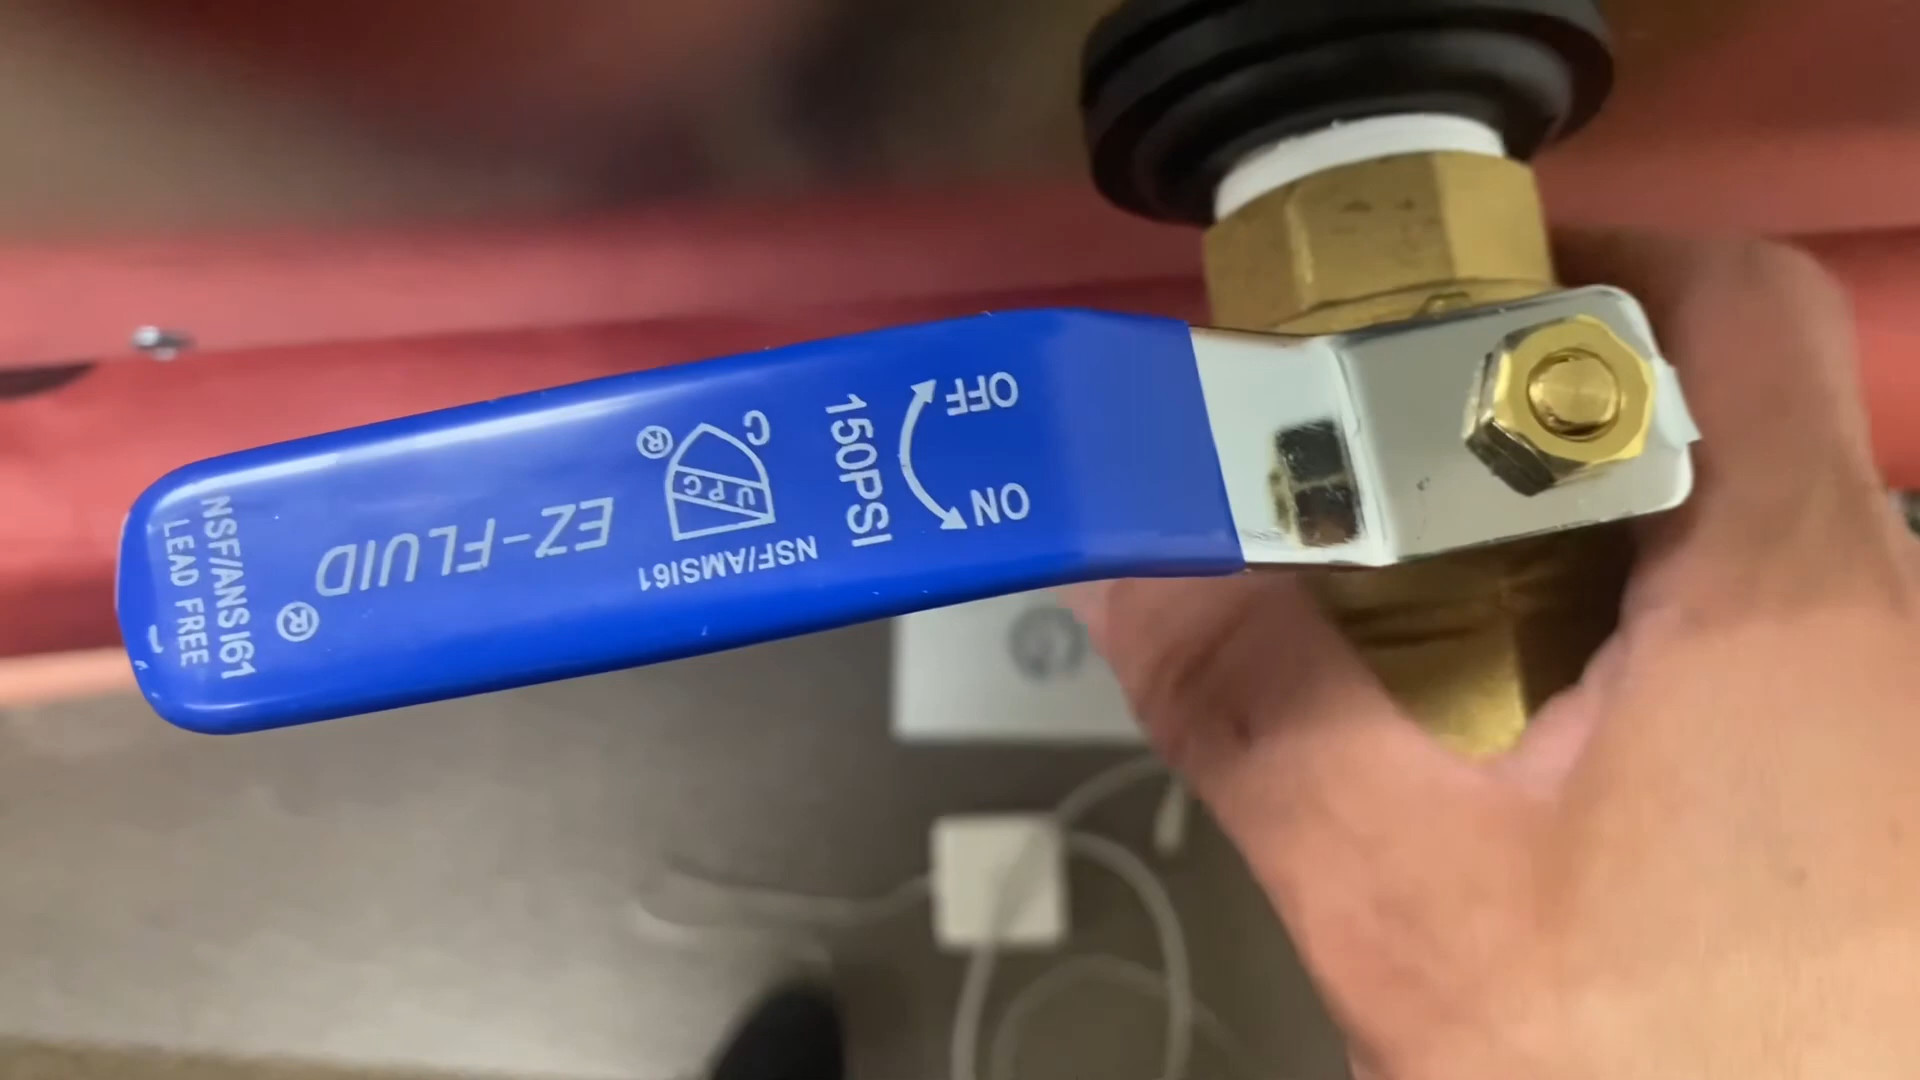 OFF
ON
150PSI
C
®
UPC
NSF/AMSI61
EZ-FLUID
®
NSF/ANSI61
LEAD FREE